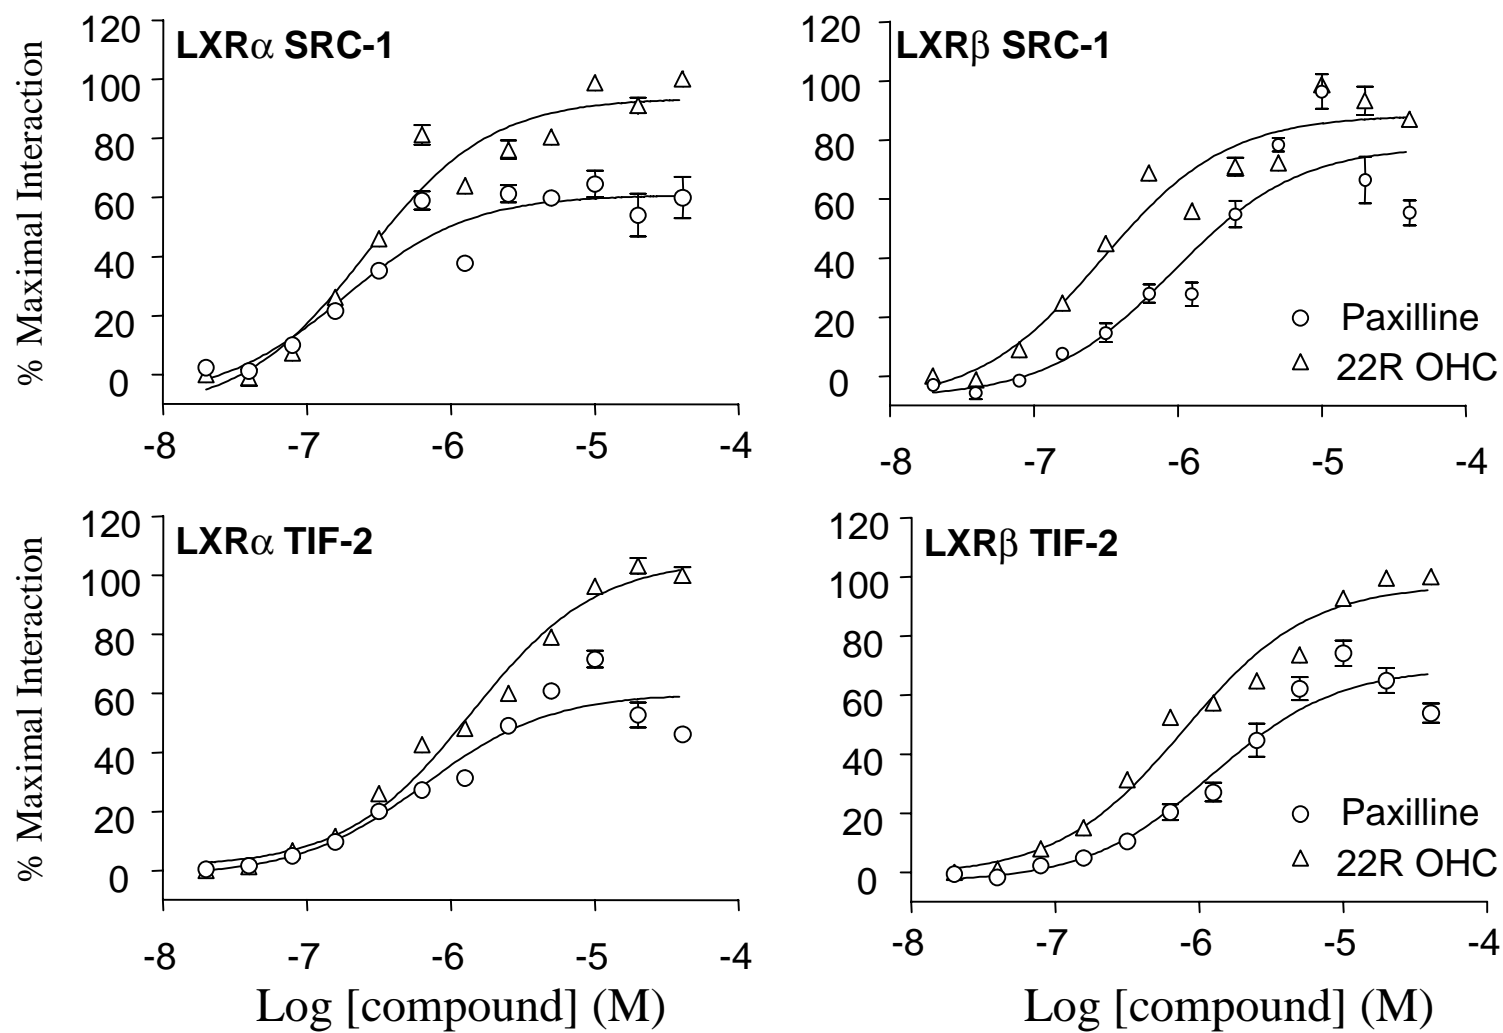 LXRα SRC-1
% Maximal Interaction
120
100
80
60
40
20
0
-8 -7 -6 -5 -4
LXRβ SRC-1
120
100
80
60
40
20
0
Paxilline
22R OHC
-8 -7 -6 -5 -4
LXRα TIF-2
% Maximal Interaction
120
100
80
60
40
20
0
-8 -7 -6 -5 -4
Log [compound] (M)
LXRβ TIF-2
120
100
80
60
40
20
0
Paxilline
22R OHC
-8 -7 -6 -5 -4
Log [compound] (M)